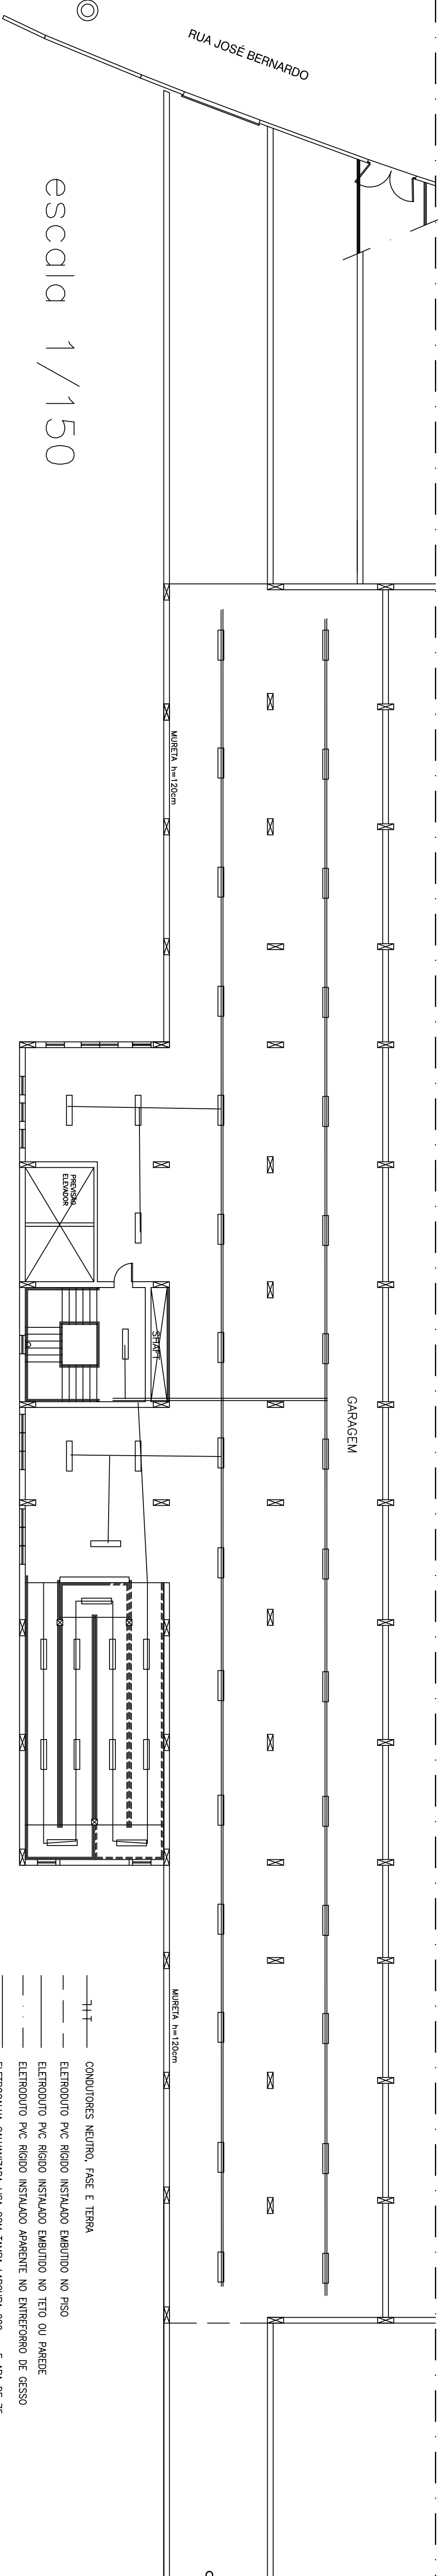 RUA JOSÉ BERNARDO
escala 1/150
MURETA h=120cm
PREVISÃO
ELEVADOR
SHAFT
GARAGEM
MURETA h=120cm
CONDUTORES NEUTRO, FASE E TERRA
ELETRODUTO PVC RÍGIDO INSTALADO EMBUTIDO NO PISO
ELETRODUTO PVC RÍGIDO INSTALADO EMBUTIDO NO TETO OU PAREDE
ELETRODUTO PVC RÍGIDO INSTALADO APARENTE NO ENTREFORRO DE GESSO